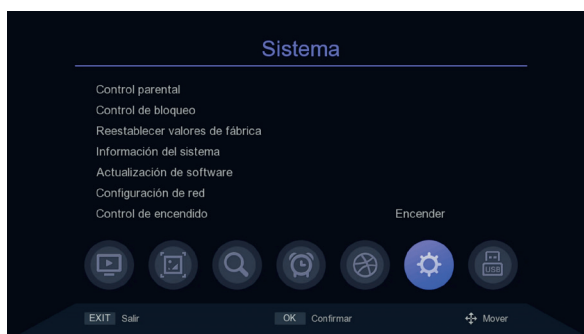 Sistema
Control parental
Control de bloqueo
Reestablecer valores de fábrica
Información del sistema
Actualización de software
Configuración de red
Control de encendido Encender
USB
EXIT Salir OK Confirmar Mover